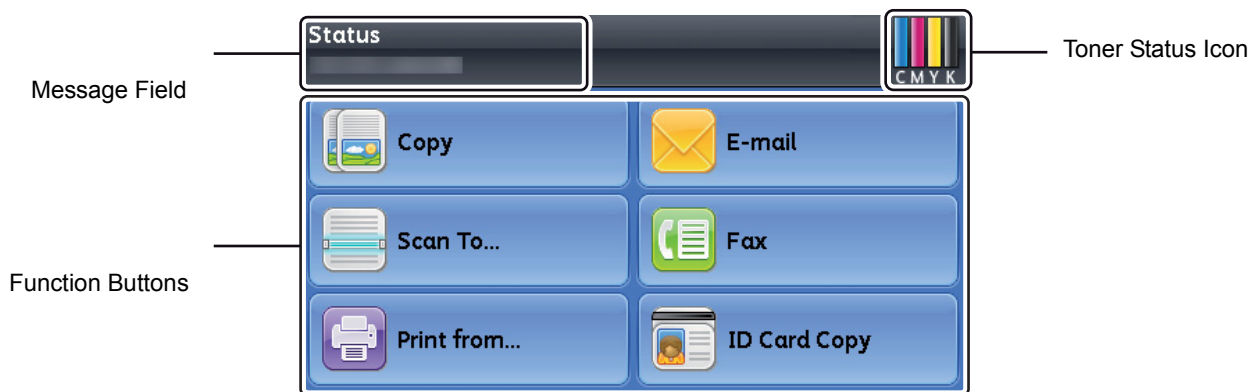 Status
Toner Status Icon
C M Y K
Message Field
Copy
E-mail
Scan To...
Fax
Function Buttons
Print from...
ID Card Copy